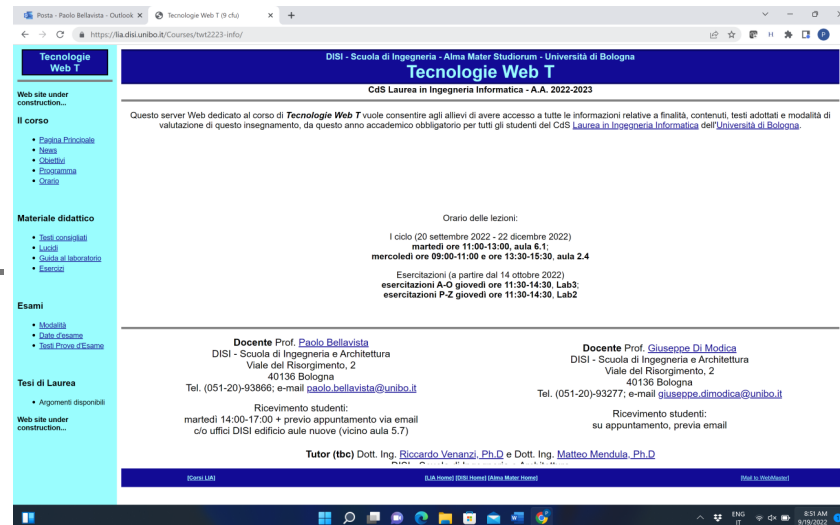 Posta - Paolo Bellavista - Outlook
Tecnologie Web T (9 cfu)
https://lia.disi.unibo.it/Courses/twt2223-info/
Tecnologie
Web T
Web site under
construction...
Il corso
Pagina Principale
News
Obiettivi
Programma
Orario
Materiale didattico
Testi consigliati
Lucidi
Guida al laboratorio
Esercizi
Esami
Modalità
Date d'esame
Testi Prove d'Esame
Tesi di Laurea
Argomenti disponibili
Web site under
construction...
DISI - Scuola di Ingegneria - Alma Mater Studiorum - Università di Bologna
Tecnologie Web T
CdS Laurea in Ingegneria Informatica - A.A. 2022-2023
Questo server Web dedicato al corso di Tecnologie Web T vuole consentire agli allievi di avere accesso a tutte le informazioni relative a finalità, contenuti, testi adottati e modalità di
valutazione di questo insegnamento, da questo anno accademico obbligatorio per tutti gli studenti del CdS Laurea in Ingegneria Informatica dell'Università di Bologna.
Orario delle lezioni:
I ciclo (20 settembre 2022 - 22 dicembre 2022)
martedì ore 11:00-13:00, aula 6.1;
mercoledì ore 09:00-11:00 e ore 13:30-15:30, aula 2.4
Esercitazioni (a partire dal 14 ottobre 2022)
esercitazioni A-O giovedì ore 11:30-14:30, Lab3;
esercitazioni P-Z giovedì ore 11:30-14:30, Lab2
Docente Prof. Paolo Bellavista
DISI - Scuola di Ingegneria e Architettura
Viale del Risorgimento, 2
40136 Bologna
Tel. (051-20)-93866; e-mail paolo.bellavista@unibo.it
Ricevimento studenti:
martedì 14:00-17:00 + previo appuntamento via email
c/o uffici DISI edificio aule nuove (vicino aula 5.7)
Docente Prof. Giuseppe Di Modica
DISI - Scuola di Ingegneria e Architettura
Viale del Risorgimento, 2
40136 Bologna
Tel. (051-20)-93277; e-mail giuseppe.dimodica@unibo.it
Ricevimento studenti:
su appuntamento, previa email
Tutor (tbc) Dott. Ing. Riccardo Venanzi, Ph.D e Dott. Ing. Matteo Mendula, Ph.D
DISI - Scuola di Ingegneria e Architettura
[Corsi LIA]
[LIA Home] [DISI Home] [Alma Mater Home]
[Mail to WebMaster]
ENG
IT
8:51 AM
9/19/2022